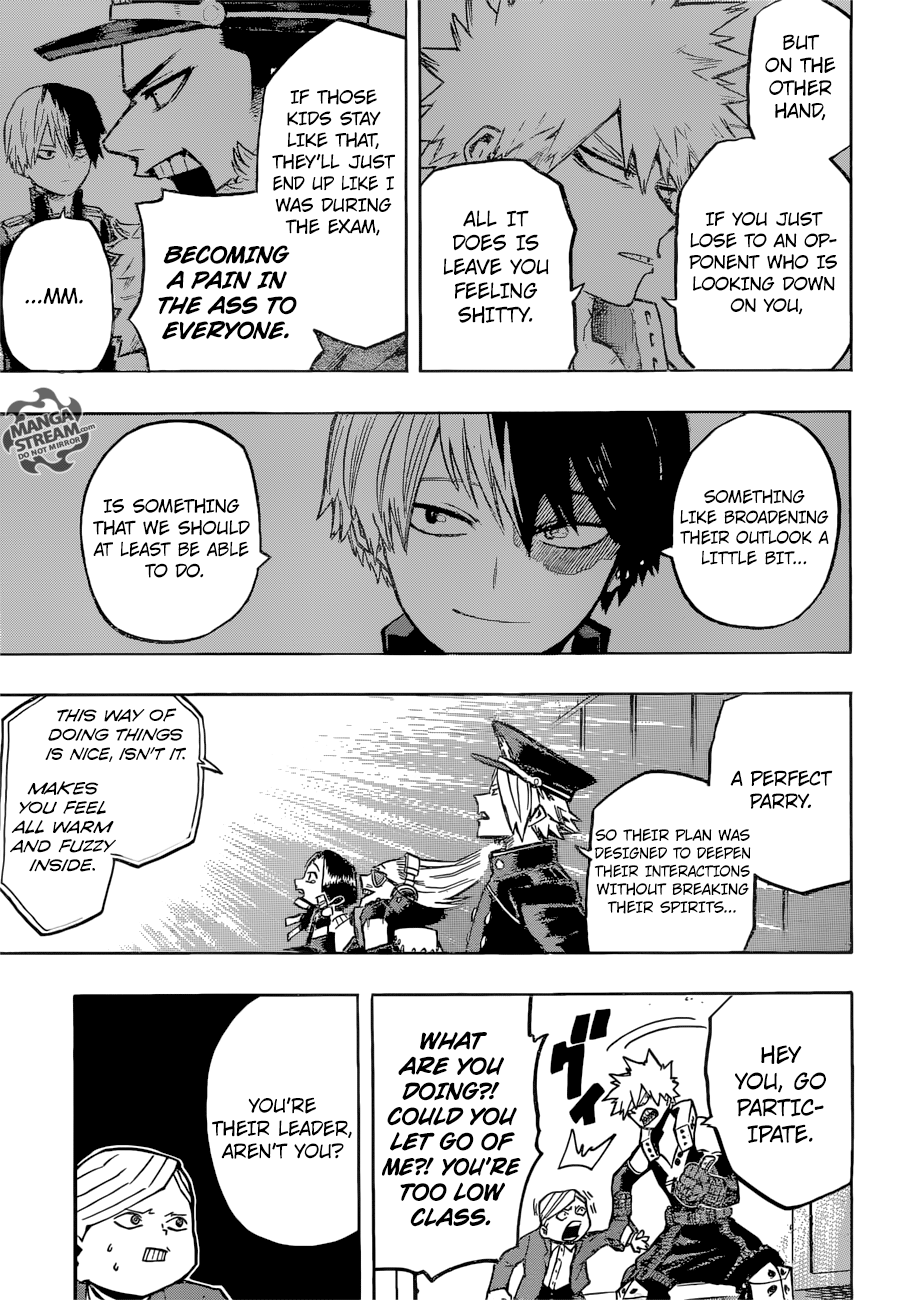 BUT
ON THE
OTHER
HAND,
IF YOU JUST
LOSE TO AN OP-
PONENT WHO IS
LOOKING DOWN
ON YOU,
ALL IT
DOES IS
LEAVE YOU
FEELING
SHITTY.
IF THOSE
KIDS STAY
LIKE THAT,
THEY'LL JUST
END UP LIKE I
WAS DURING
THE EXAM,
BECOMING
A PAIN IN
THE ASS TO
EVERYONE.
...MM.
MANGA
STREAM.com
DO NOT MIRROR
SOMETHING
LIKE BROADENING
THEIR OUTLOOK A
LITTLE BIT...
IS SOMETHING
THAT WE SHOULD
AT LEAST BE ABLE
TO DO.
A PERFECT
PARRY.
SO THEIR PLAN WAS
DESIGNED TO DEEPEN
THEIR INTERACTIONS
WITHOUT BREAKING
THEIR SPIRITS...
THIS WAY OF
DOING THINGS
IS NICE, ISN'T IT.
MAKES
YOU FEEL
ALL WARM
AND FUZZY
INSIDE.
HEY
YOU, GO
PARTIC-
IPATE.
グイ
WHAT
ARE YOU
DOING?!
COULD YOU
LET GO OF
ME?! YOU'RE
TOO LOW
CLASS.
YOU'RE
THEIR LEADER,
AREN'T YOU?